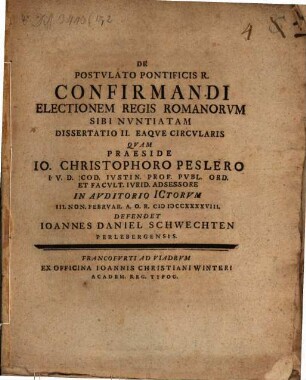 DE
POSTVLATO PONTIFICIS R.
CONFIRMANDI
ELECTIONEM REGIS ROMANORVM
SIBI NVNTIATAM
DISSERTATIO II. EAQVE CIRCVLARIS
QVAM
PRAESIDE
IO. CHRISTOPHORO PESLERO
I V. D. COD. IVSTIN. PROF. PVBL. ORD.
ET FACVLT. IVRID. ADSESSORE
IN AVDITORIO ICTORVM
III. NON. FEBRVAR. A. O. R. CIƆ IƆCCXXXXVIII.
DEFENDET
IOANNES DANIEL SCHWECHTEN
PERLEBERGENSIS.
FRANCOFVRTI AD VIADRVM
EX OFFICINA IOANNIS CHRISTIANI WINTERI
ACADEM. REG. TYPOG.